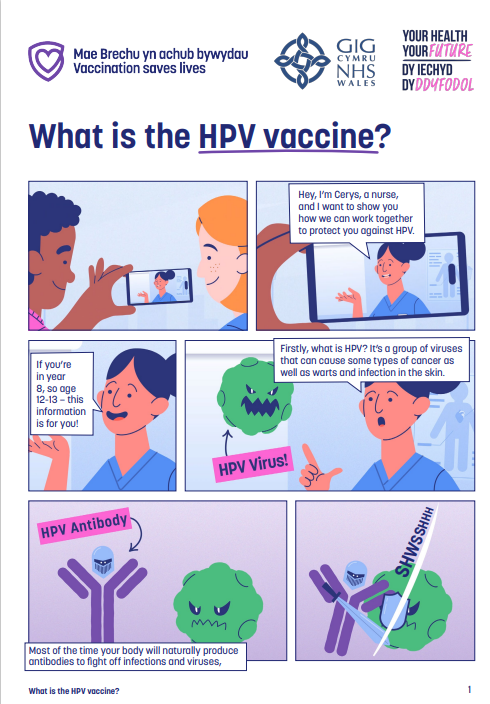 Mae Brechu yn achub bywydau
Vaccination saves lives
GIG
CYMRU
NHS
WALES
YOUR HEALTH
YOUR FUTURE
DY IECHYD
DY DDYFODOL
What is the HPV vaccine?
Hey, I'm Cerys, a nurse,
and I want to show you
how we can work together
to protect you against HPV.
If you're
in year
8, so age
12-13 – this
information
is for you!
Firstly, what is HPV? It's a group of viruses
that can cause some types of cancer as
well as warts and infection in the skin.
HPV Virus!
HPV Antibody
Most of the time your body will naturally produce
antibodies to fight off infections and viruses,
SHWSSHHH
What is the HPV vaccine?
1